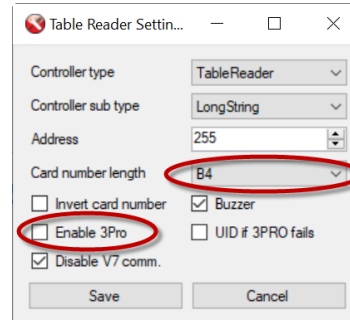 Table Reader Settin...
Controller type TableReader
Controller sub type LongString
Address 255
Card number length B4
Invert card number Buzzer
Enable 3Pro UID if 3PRO fails
Disable V7 comm.
Save Cancel